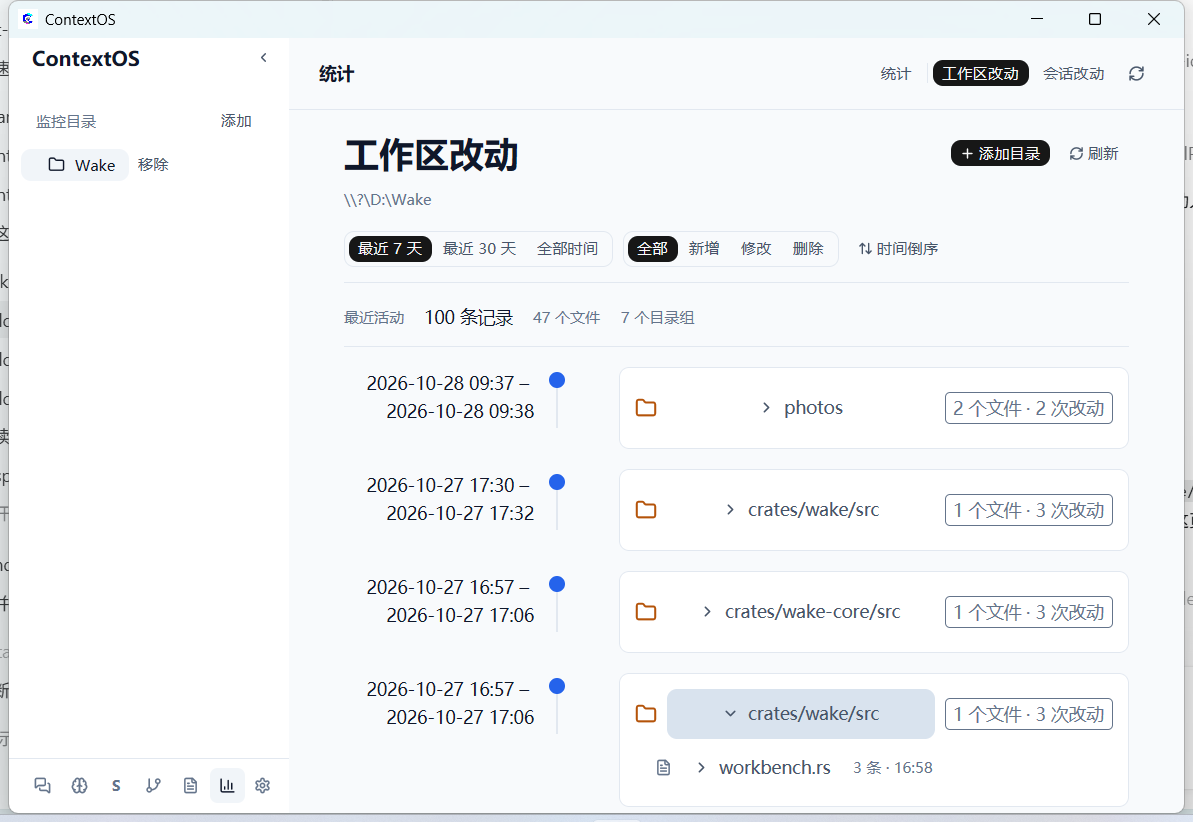 ContextOS
ContextOS
监控目录 添加
Wake 移除
统计
统计 工作区改动 会话改动
工作区改动
+ 添加目录 刷新
\\?\D:\Wake
最近 7 天 最近 30 天 全部时间 全部 新增 修改 删除 时间倒序
最近活动 100 条记录 47 个文件 7 个目录组
2026-10-28 09:37 –
2026-10-28 09:38
photos 2 个文件 · 2 次改动
2026-10-27 17:30 –
2026-10-27 17:32
crates/wake/src 1 个文件 · 3 次改动
2026-10-27 16:57 –
2026-10-27 17:06
crates/wake-core/src 1 个文件 · 3 次改动
2026-10-27 16:57 –
2026-10-27 17:06
crates/wake/src 1 个文件 · 3 次改动
workbench.rs 3 条 · 16:58
S